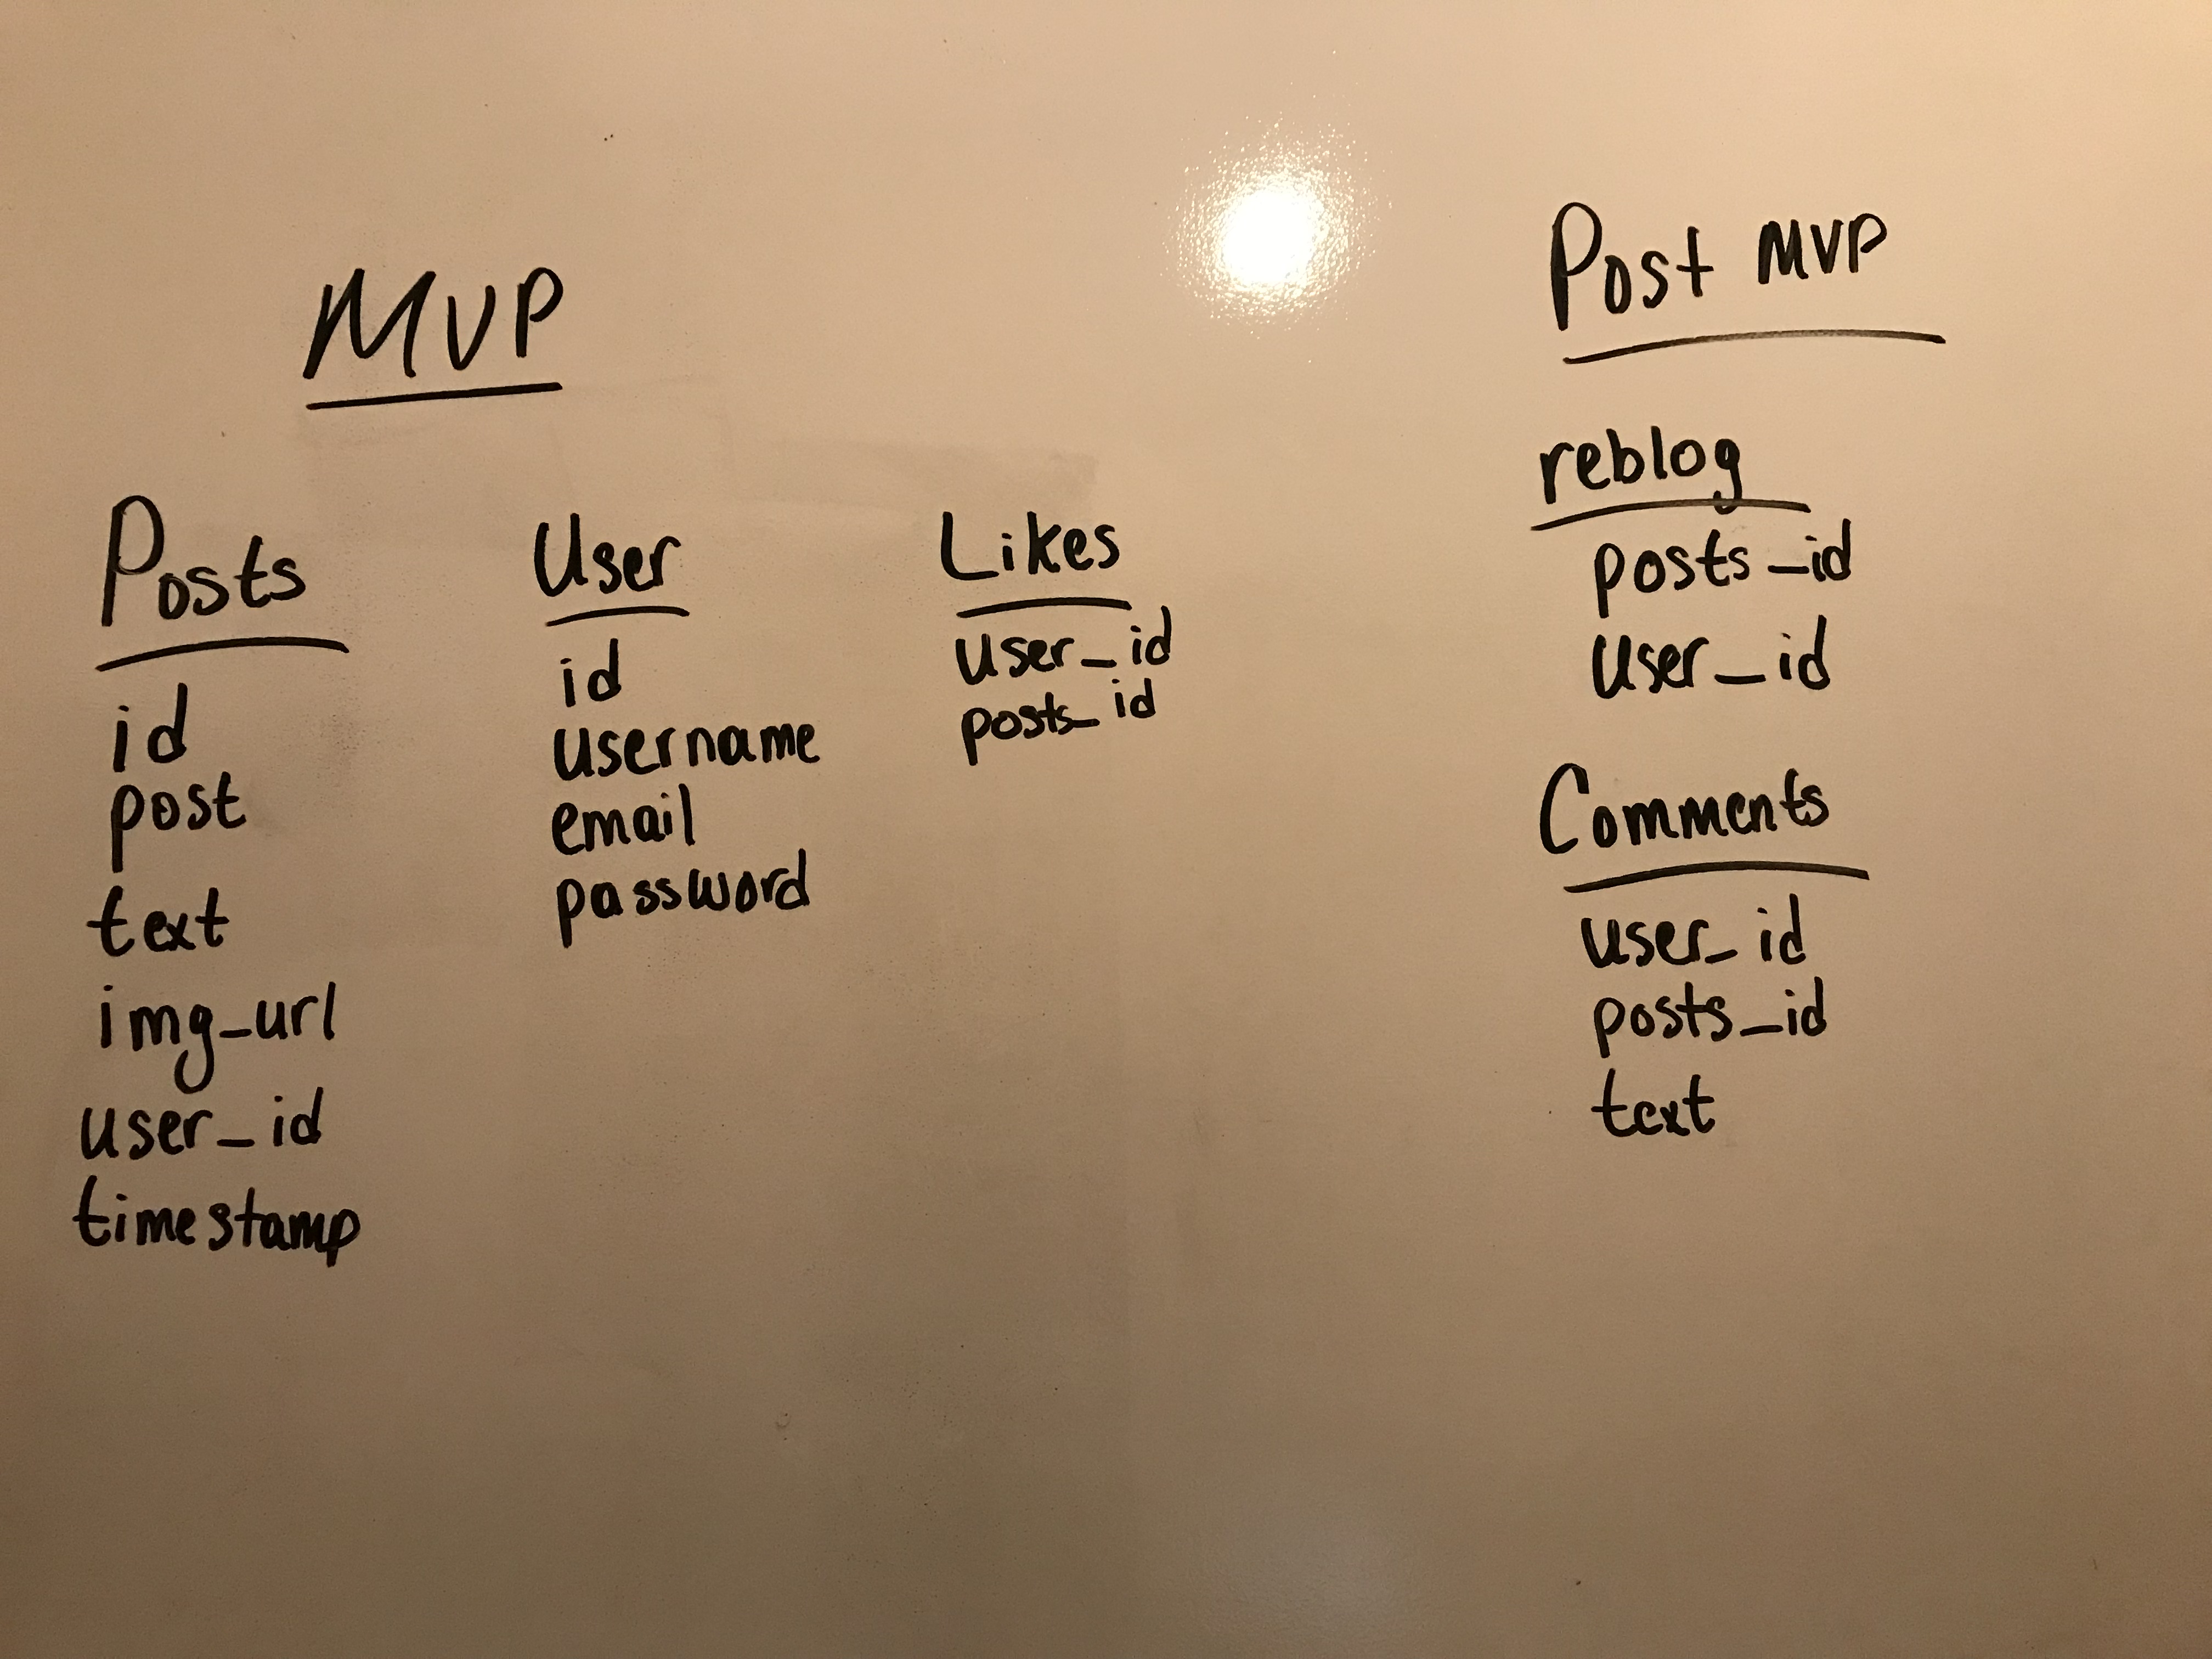 MVP
Posts
id
post
text
img_url
user_id
timestamp
User
id
username
email
password
Likes
user_id
posts_id
Post MVP
reblog
posts_id
user_id
Comments
user_id
posts_id
text